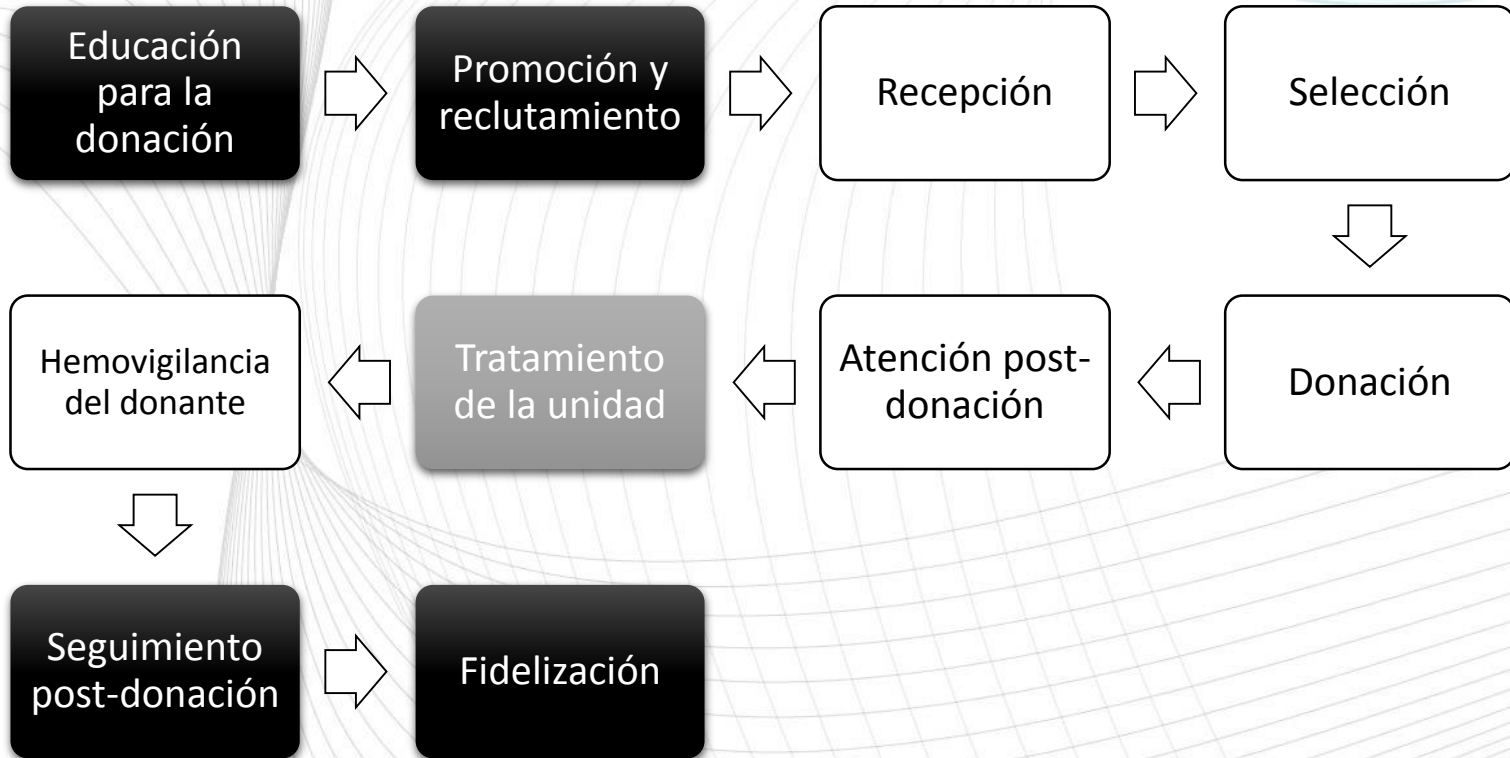 Educación
para la
donación
Promoción y
reclutamiento
Recepción
Selección
Donación
Atención post-
donación
Tratamiento
de la unidad
Hemovigilancia
del donante
Seguimiento
post-donación
Fidelización